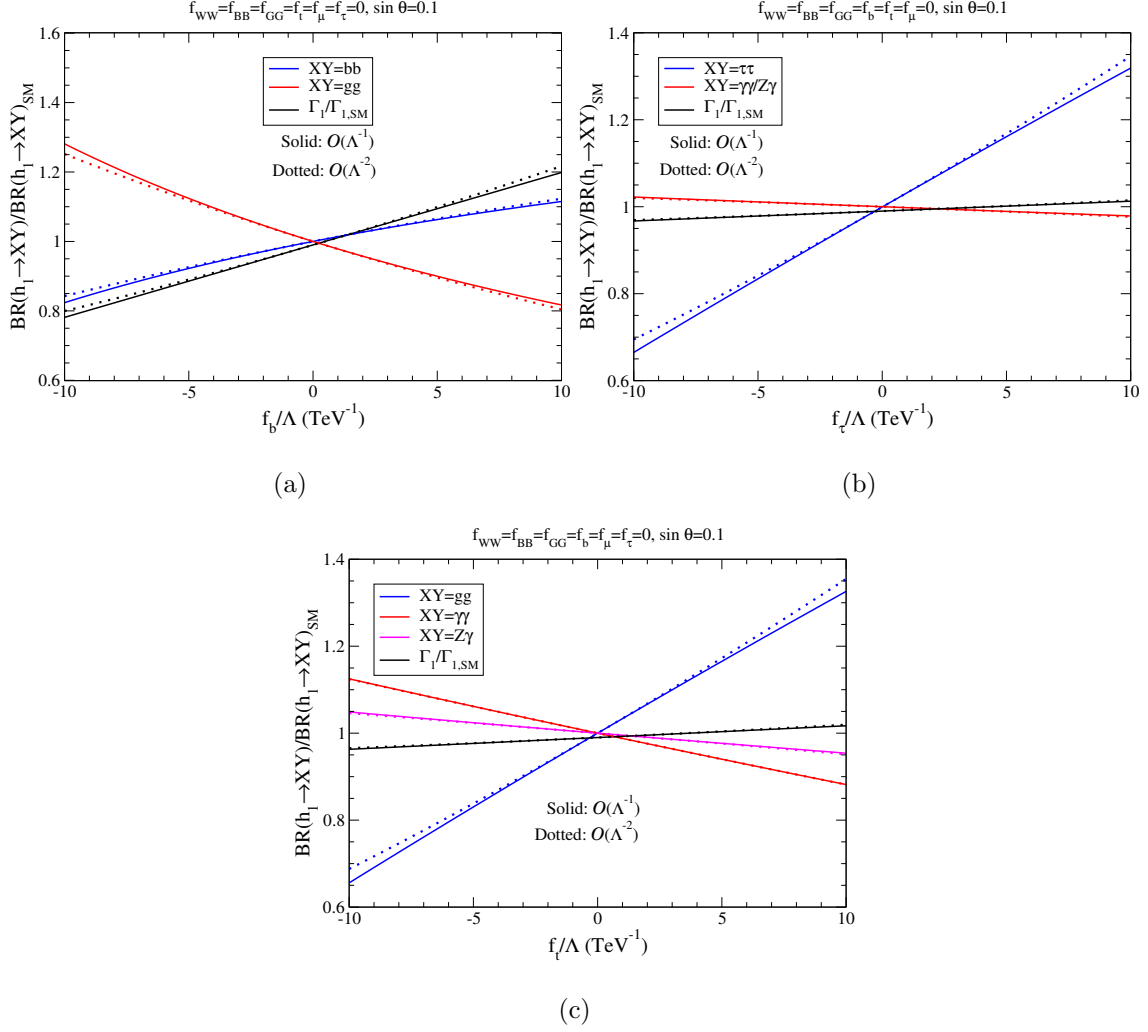 f_WW=f_BB=f_GG=f_t=f_μ=f_τ=0, sin θ=0.1
BR(h_1→XY)/BR(h_1→XY)_SM
1.6
1.4
1.2
1
0.8
0.6
XY=bb
XY=gg
Γ_1/Γ_1,SM
Solid: O(Λ^-1)
Dotted: O(Λ^-2)
-10 -5 0 5 10
f_b/Λ (TeV^-1)
(a)
f_WW=f_BB=f_GG=f_b=f_t=f_μ=0, sin θ=0.1
BR(h_1→XY)/BR(h_1→XY)_SM
1.4
1.2
1
0.8
0.6
XY=ττ
XY=γγ/Zγ
Γ_1/Γ_1,SM
Solid: O(Λ^-1)
Dotted: O(Λ^-2)
-10 -5 0 5 10
f_τ/Λ (TeV^-1)
(b)
f_WW=f_BB=f_GG=f_b=f_μ=f_τ=0, sin θ=0.1
BR(h_1→XY)/BR(h_1→XY)_SM
1.4
1.2
1
0.8
0.6
XY=gg
XY=γγ
XY=Zγ
Γ_1/Γ_1,SM
Solid: O(Λ^-1)
Dotted: O(Λ^-2)
-10 -5 0 5 10
f_t/Λ (TeV^-1)
(c)